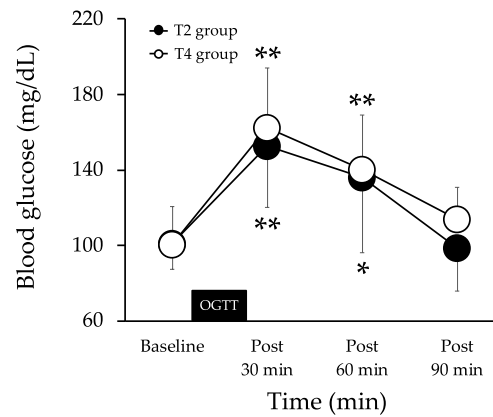 220
180
140
100
60
Blood glucose (mg/dL)
T2 group
T4 group
**
**
**
*
OGTT
Baseline
Post
30 min
Post
60 min
Post
90 min
Time (min)